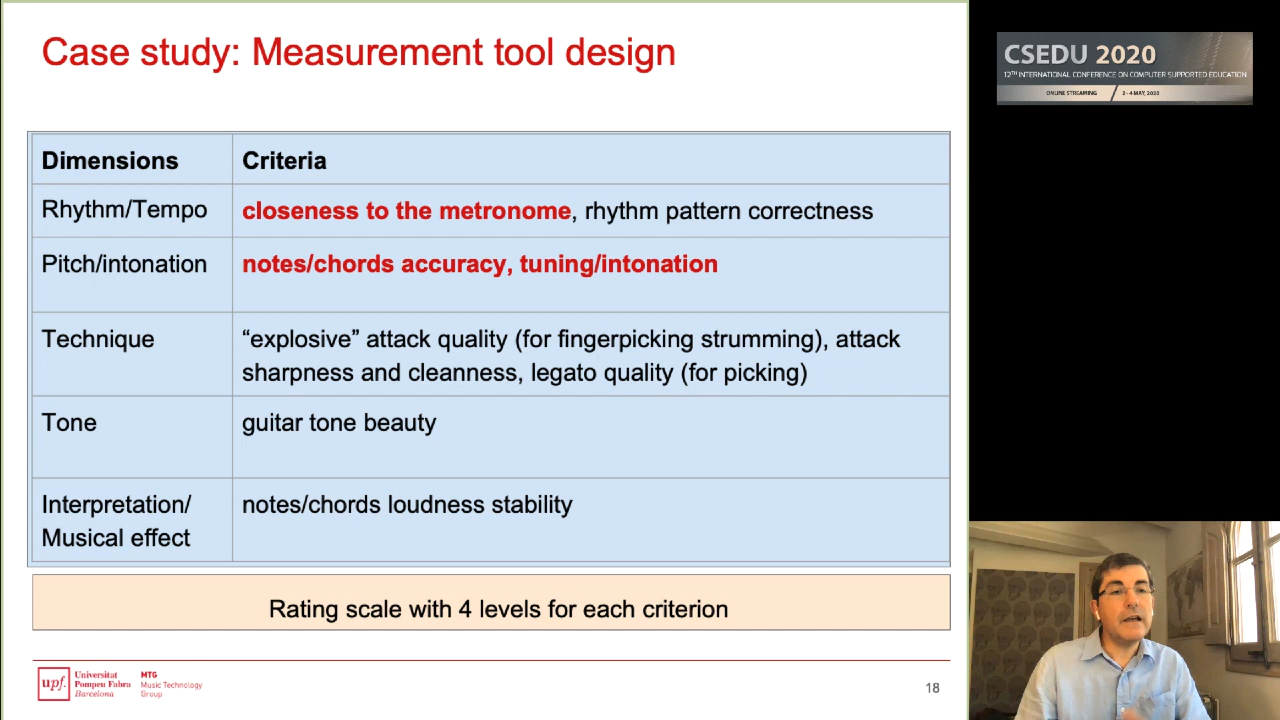 Case study: Measurement tool design
Dimensions
Criteria
Rhythm/Tempo
closeness to the metronome, rhythm pattern correctness
Pitch/intonation
notes/chords accuracy, tuning/intonation
Technique
“explosive” attack quality (for fingerpicking strumming), attack
sharpness and cleanness, legato quality (for picking)
Tone
guitar tone beauty
Interpretation/
Musical effect
notes/chords loudness stability
Rating scale with 4 levels for each criterion
upf.
Universitat
Pompeu Fabra
Barcelona
MTG
Music Technology
Group
18
CSEDU 2020
12TH INTERNATIONAL CONFERENCE ON COMPUTER SUPPORTED EDUCATION
ONLINE STREAMING
2 - 4 MAY, 2020